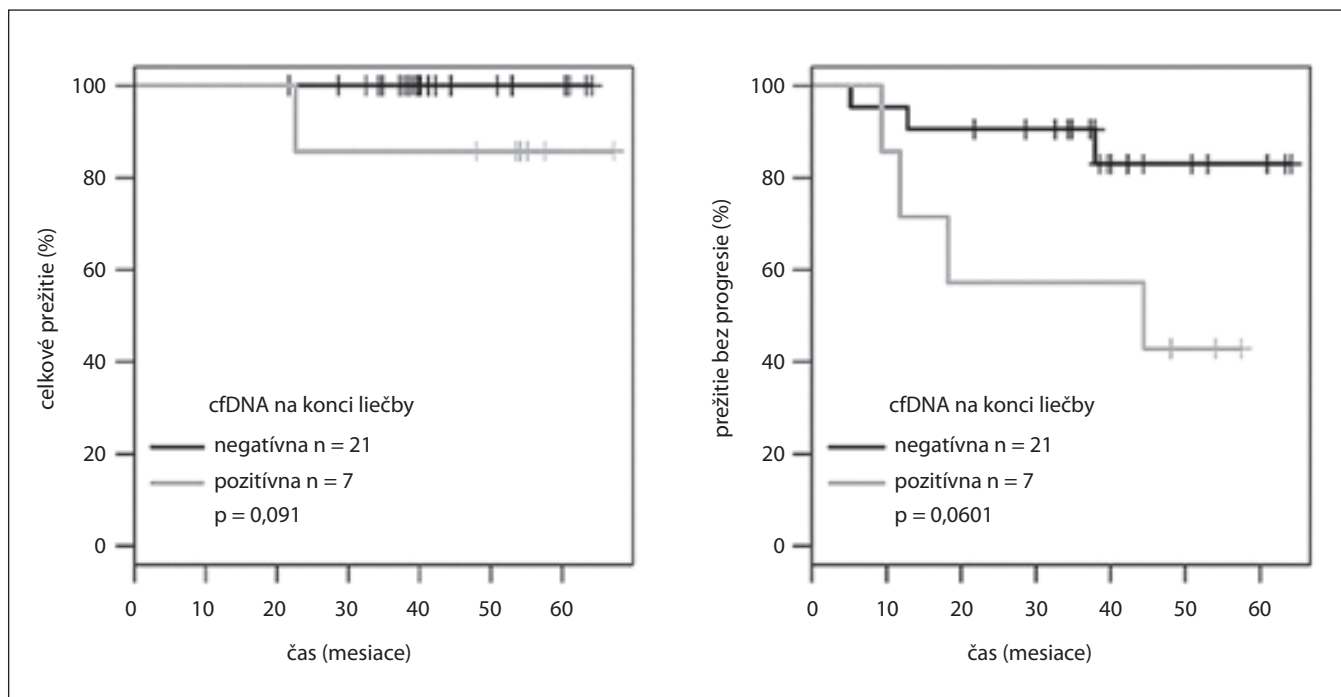 celkové prežitie (%)
100
80
60
40
20
0
cfDNA na konci liečby
negatívna n = 21
pozitívna n = 7
p = 0,091
0 10 20 30 40 50 60
čas (mesiace)
prežitie bez progresie (%)
100
80
60
40
20
0
cfDNA na konci liečby
negatívna n = 21
pozitívna n = 7
p = 0,0601
0 10 20 30 40 50 60
čas (mesiace)